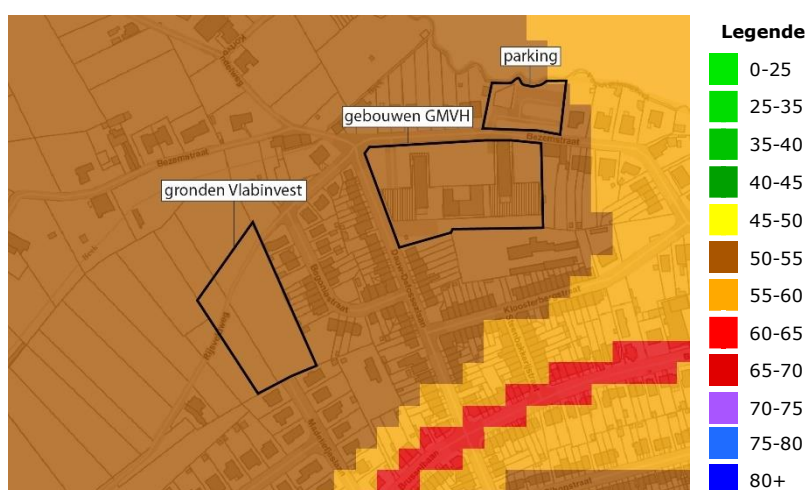 Legende
0-25
25-35
35-40
40-45
45-50
50-55
55-60
60-65
65-70
70-75
75-80
80+
parking
gebouwen GMVH
gronden Vlabinvest
Bezemstraat
Bezemstraat